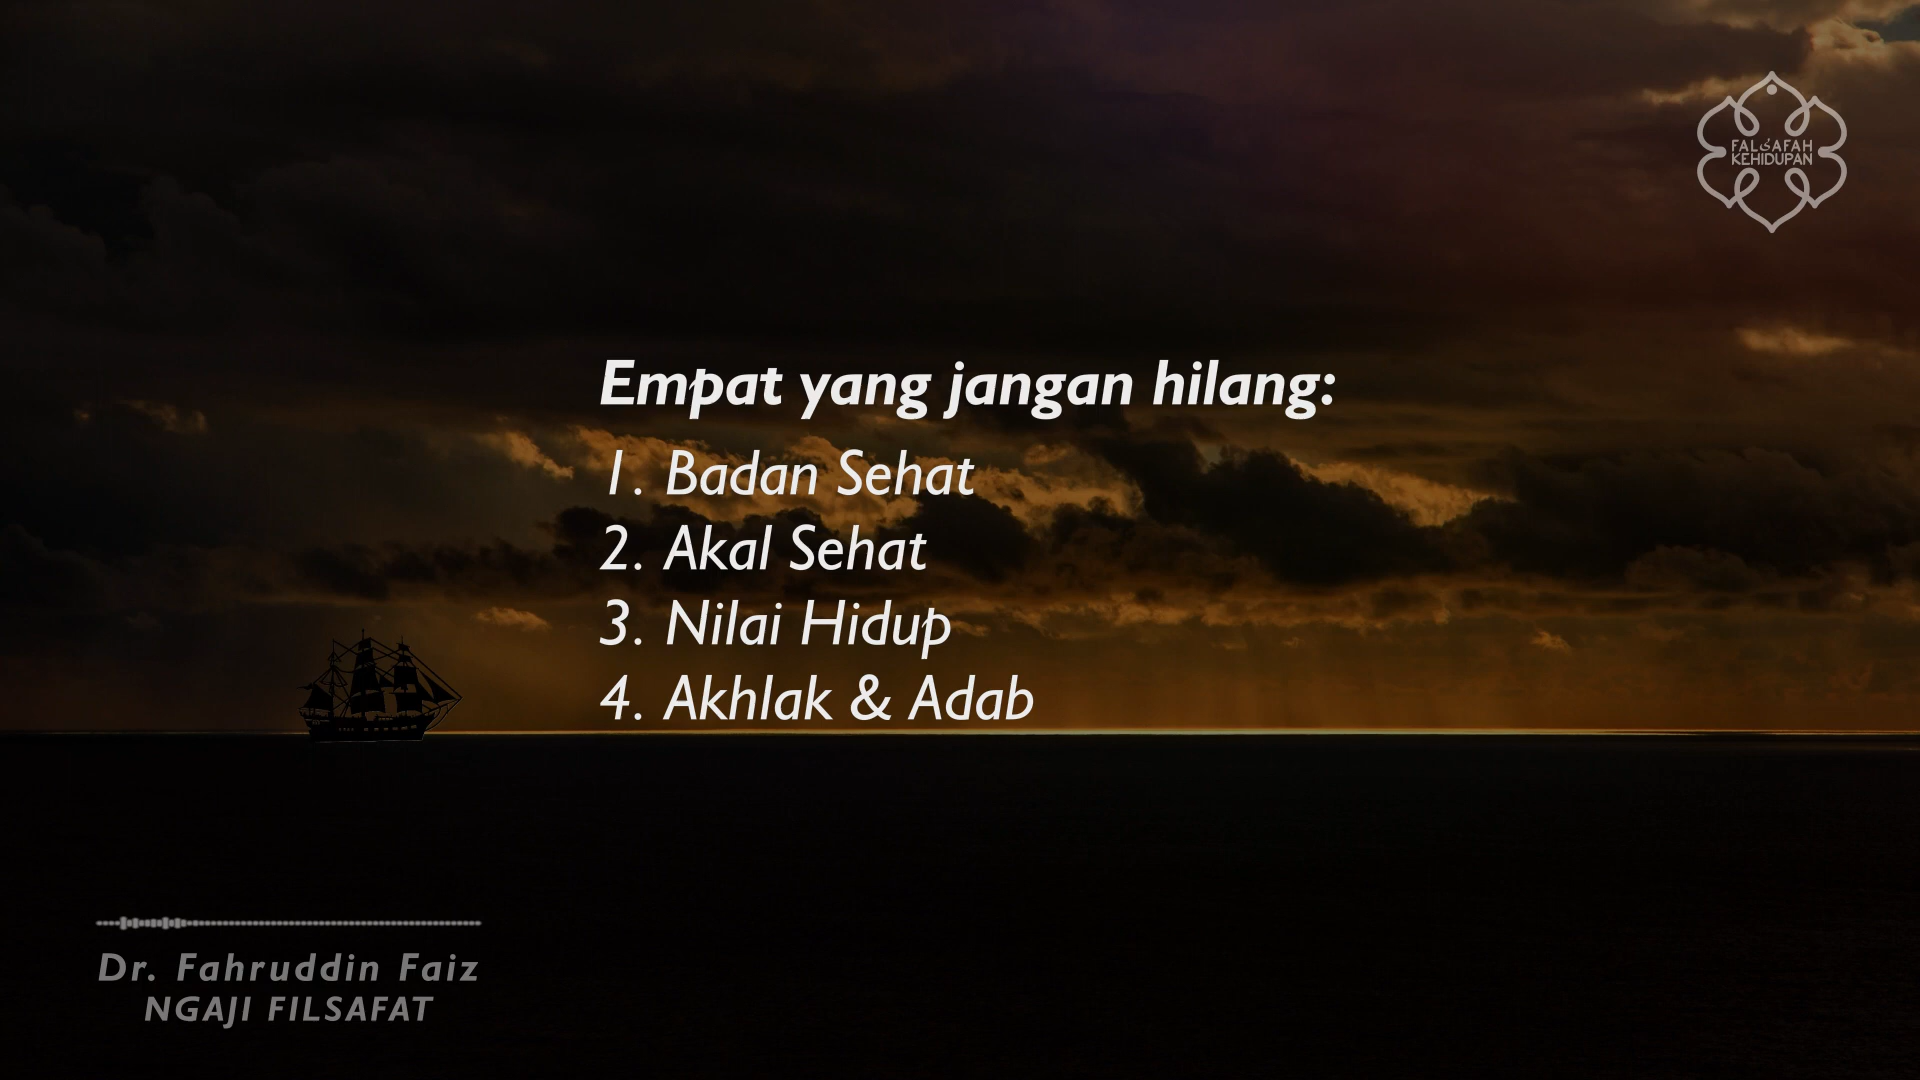 FALSAFAH
KEHIDUPAN
Empat yang jangan hilang:
1. Badan Sehat
2. Akal Sehat
3. Nilai Hidup
4. Akhlak & Adab
Dr. Fahruddin Faiz
NGAJI FILSAFAT